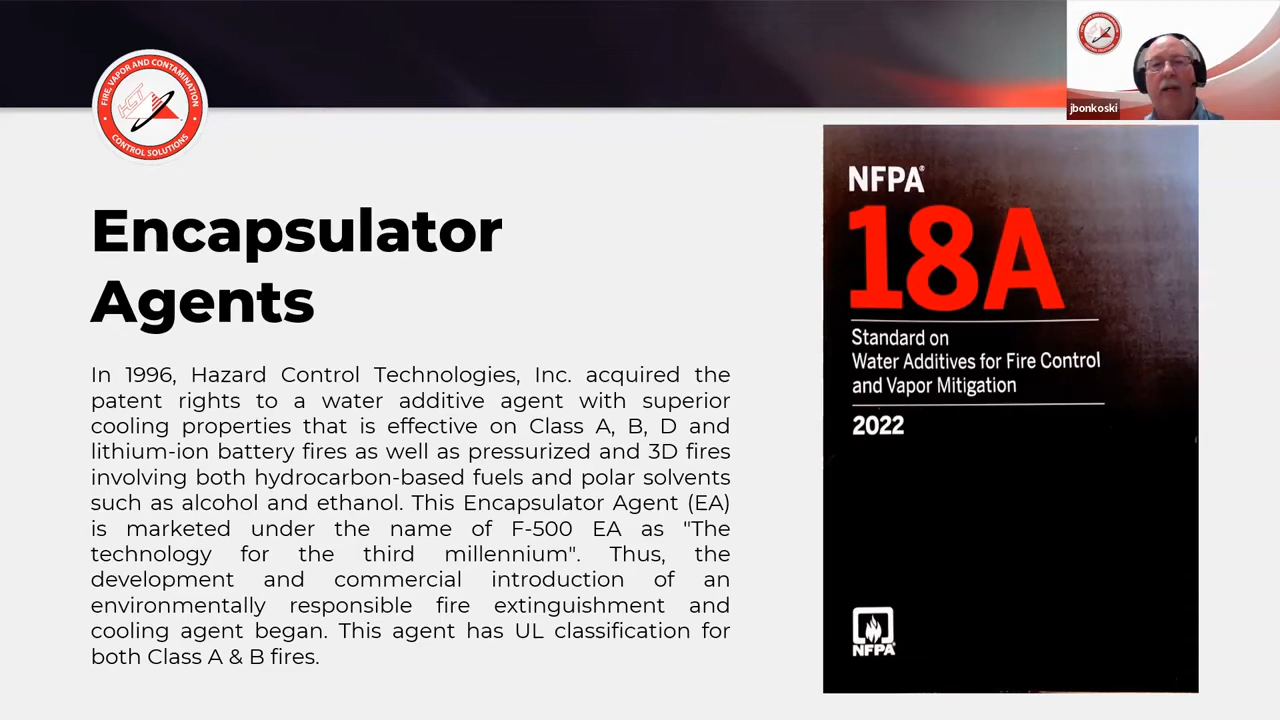 FIRE, VAPOR AND CONTAMINATION
HCT
CONTROL SOLUTIONS
jbonkoski
Encapsulator
Agents
In 1996, Hazard Control Technologies, Inc. acquired the
patent rights to a water additive agent with superior
cooling properties that is effective on Class A, B, D and
lithium-ion battery fires as well as pressurized and 3D fires
involving both hydrocarbon-based fuels and polar solvents
such as alcohol and ethanol. This Encapsulator Agent (EA)
is marketed under the name of F-500 EA as "The
technology for the third millennium". Thus, the
development and commercial introduction of an
environmentally responsible fire extinguishment and
cooling agent began. This agent has UL classification for
both Class A & B fires.
NFPA®
18A
Standard on
Water Additives for Fire Control
and Vapor Mitigation
2022
NFPA